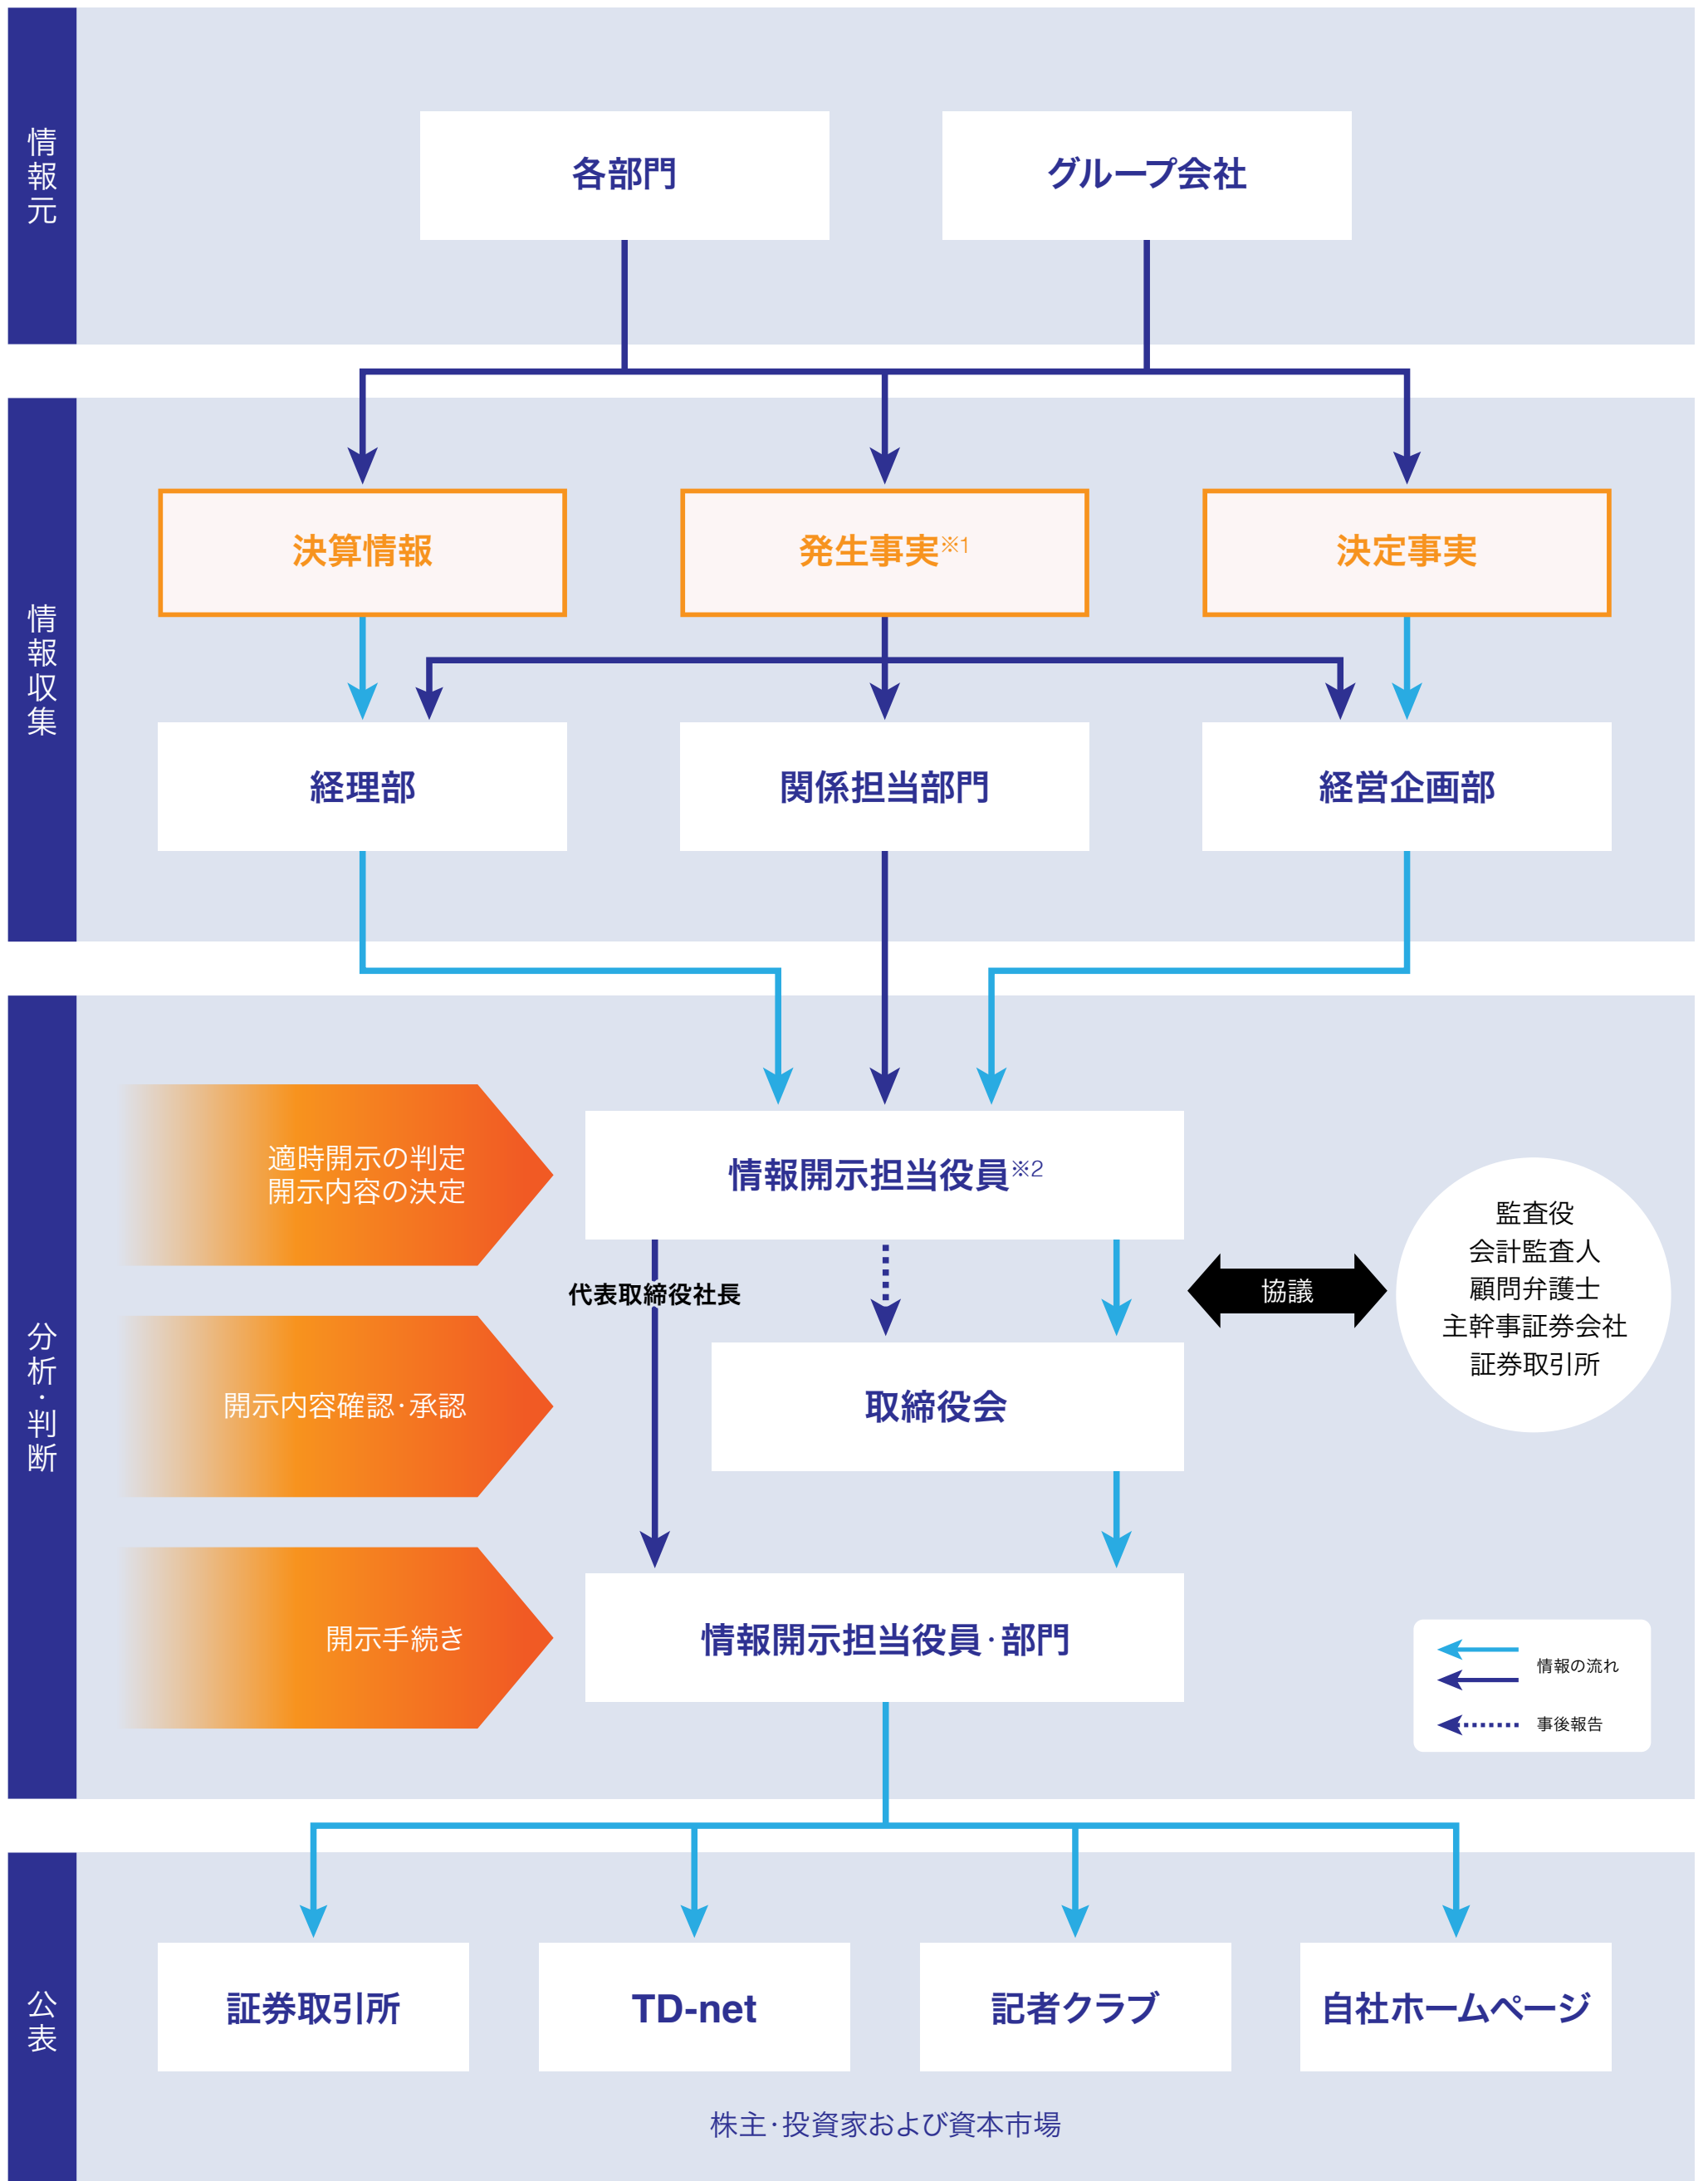 情報元
各部門
グループ会社
情報収集
決算情報
発生事実※1
決定事実
経理部
関係担当部門
経営企画部
分析・判断
適時開示の判定
開示内容の決定
情報開示担当役員※2
代表取締役社長
協議
監査役
会計監査人
顧問弁護士
主幹事証券会社
証券取引所
開示内容確認・承認
取締役会
開示手続き
情報開示担当役員・部門
情報の流れ
事後報告
公表
証券取引所
TD-net
記者クラブ
自社ホームページ
株主・投資家および資本市場